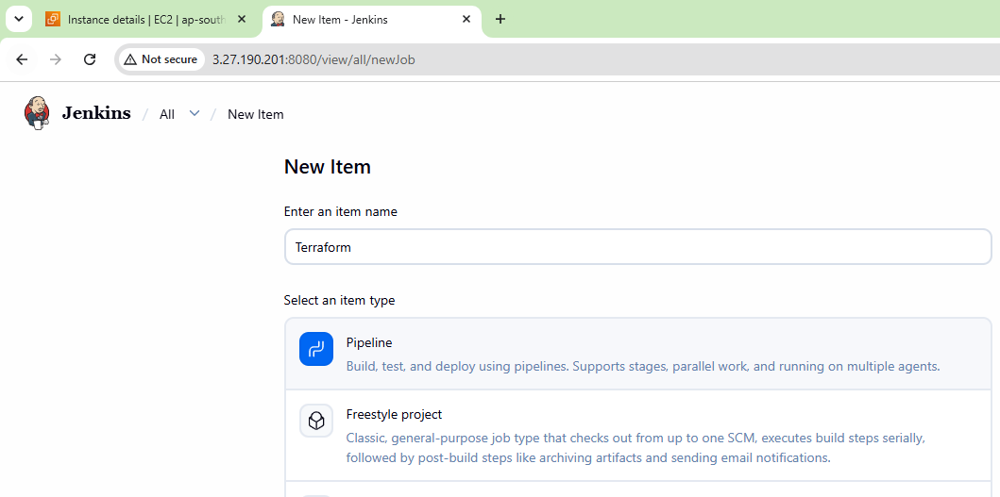 Instance details | EC2 | ap-south
New Item - Jenkins
Not secure 3.27.190.201:8080/view/all/newJob
Jenkins / All / New Item
New Item
Enter an item name
Terraform
Select an item type
Pipeline
Build, test, and deploy using pipelines. Supports stages, parallel work, and running on multiple agents.
Freestyle project
Classic, general-purpose job type that checks out from up to one SCM, executes build steps serially,
followed by post-build steps like archiving artifacts and sending email notifications.